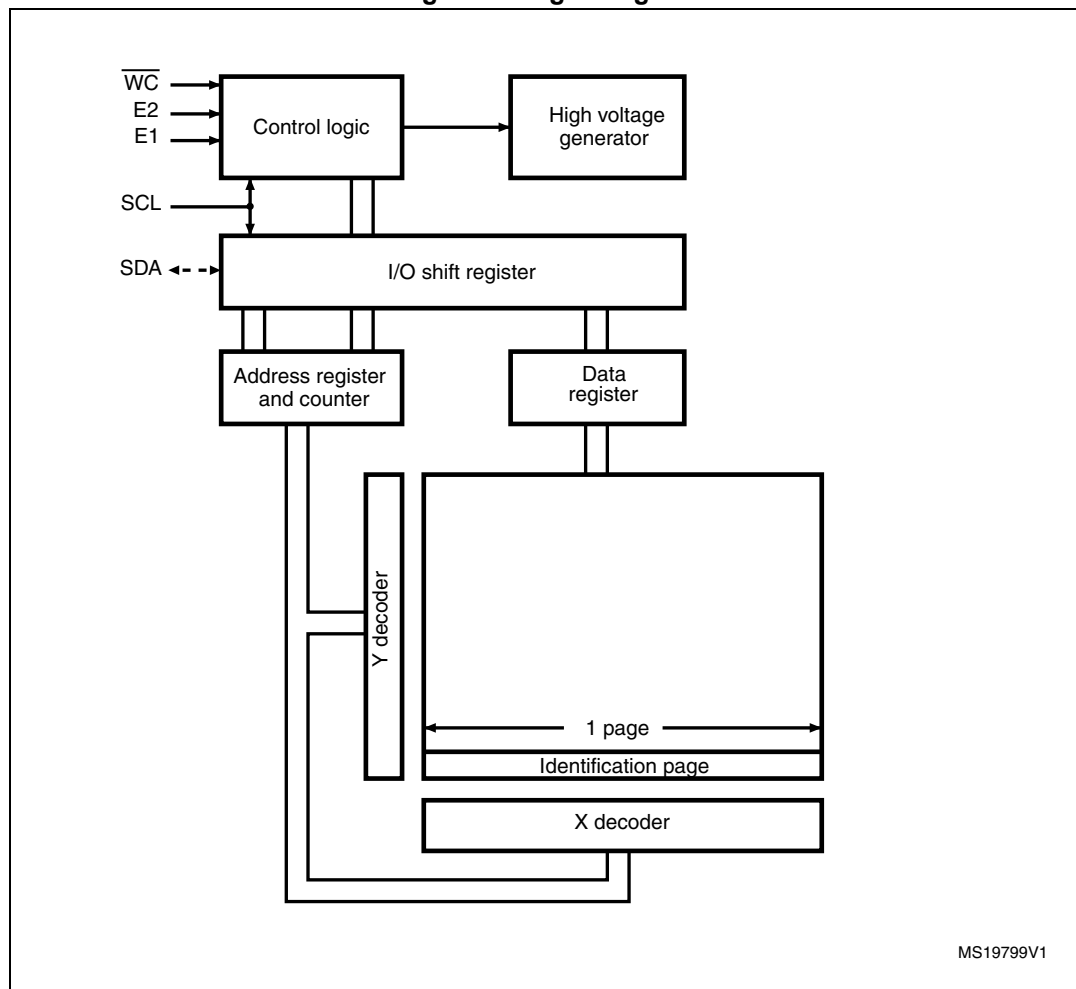 W̅C̅
E2
E1
Control logic
High voltage
generator
SCL
SDA
I/O shift register
Address register
and counter
Data
register
Y decoder
1 page
Identification page
X decoder
MS19799V1